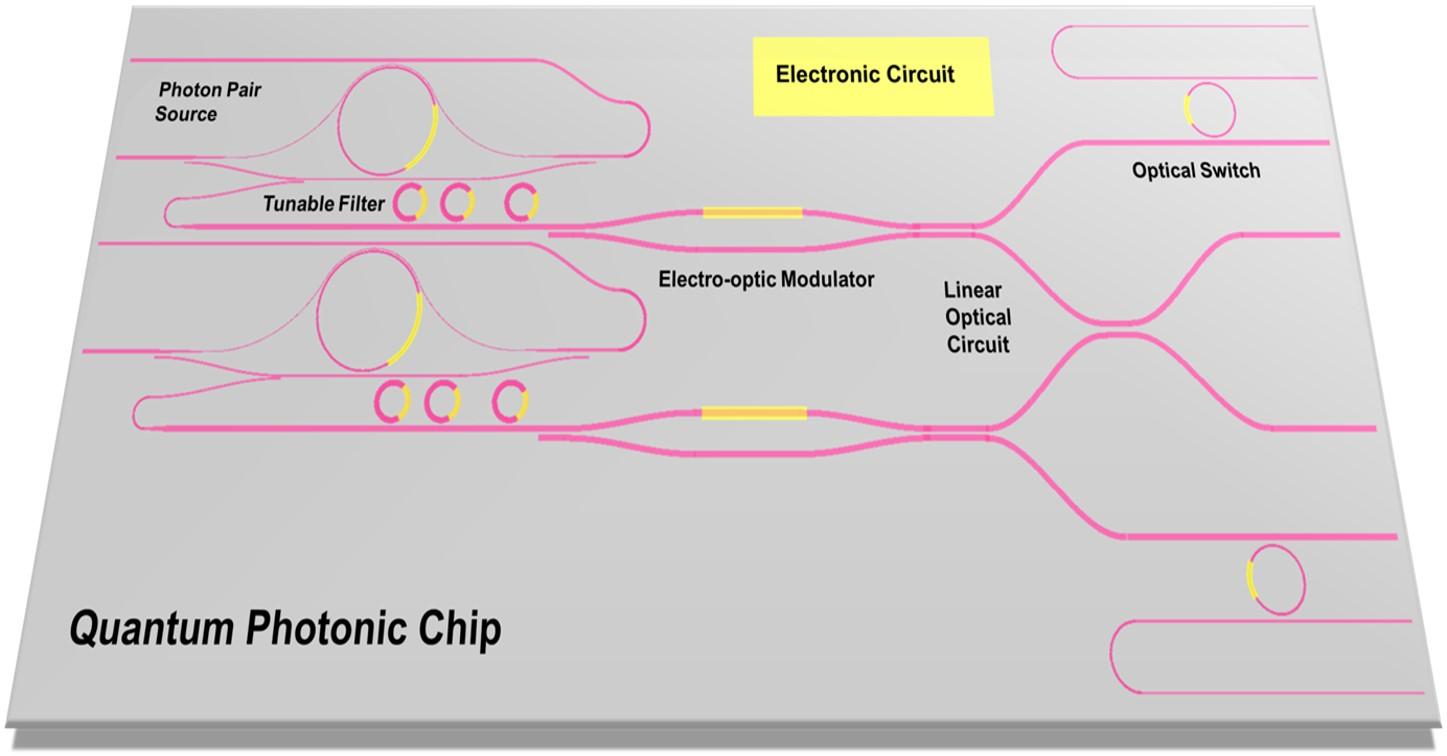 Electronic Circuit
Photon Pair
Source
Optical Switch
Tunable Filter
Electro-optic Modulator
Linear
Optical
Circuit
Quantum Photonic Chip